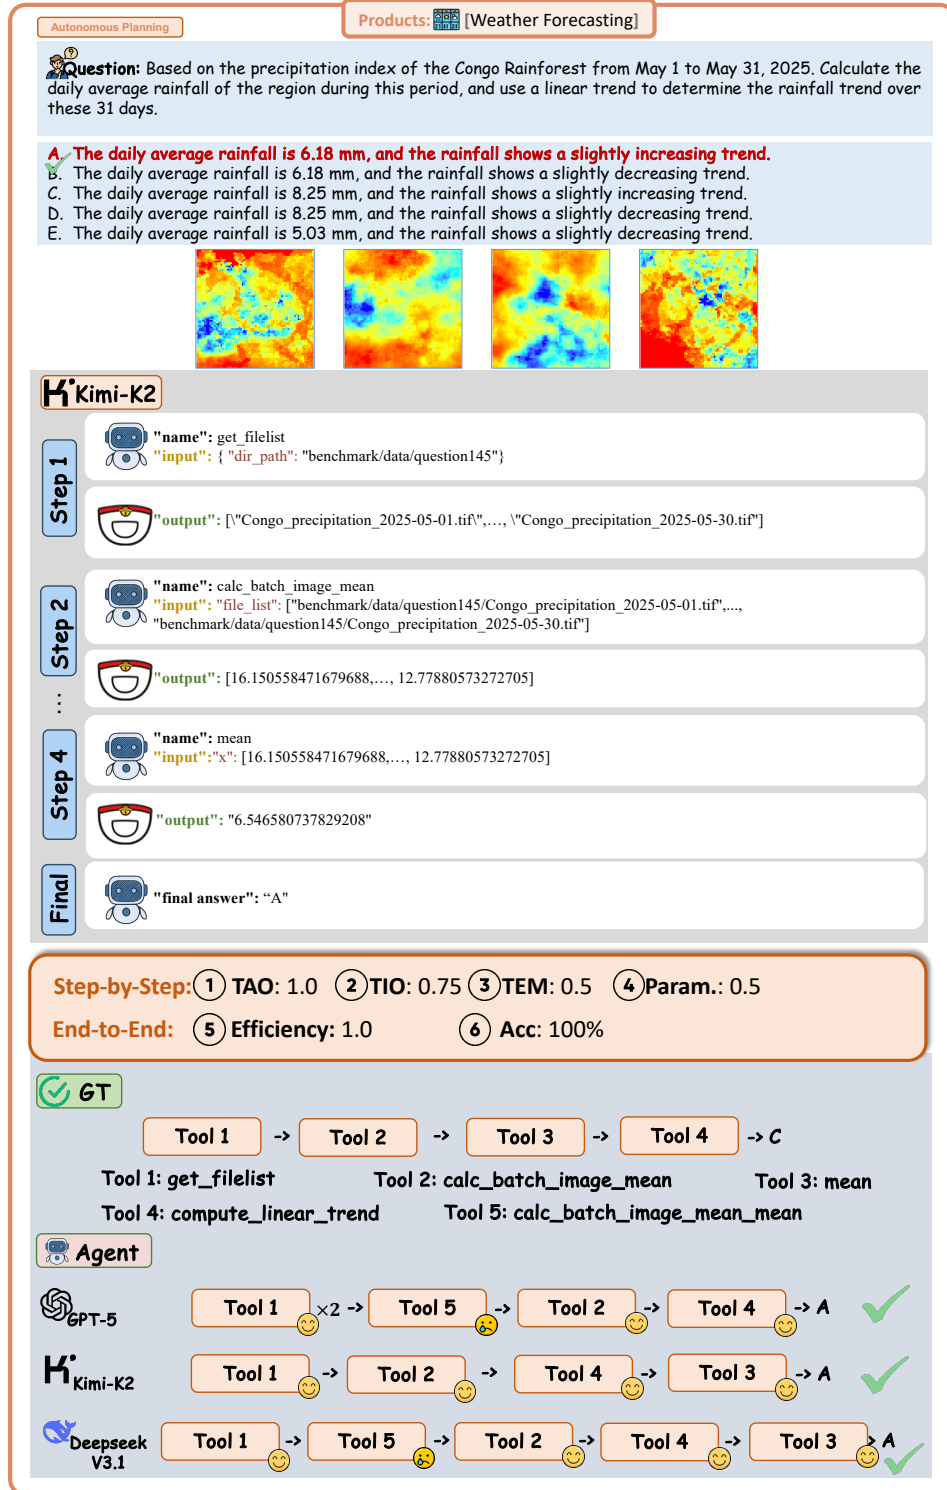 Autonomous Planning
Products: [Weather Forecasting]
Question: Based on the precipitation index of the Congo Rainforest from May 1 to May 31, 2025. Calculate the
daily average rainfall of the region during this period, and use a linear trend to determine the rainfall trend over
these 31 days.
A. The daily average rainfall is 6.18 mm, and the rainfall shows a slightly increasing trend.
B. The daily average rainfall is 6.18 mm, and the rainfall shows a slightly decreasing trend.
C. The daily average rainfall is 8.25 mm, and the rainfall shows a slightly increasing trend.
D. The daily average rainfall is 8.25 mm, and the rainfall shows a slightly decreasing trend.
E. The daily average rainfall is 5.03 mm, and the rainfall shows a slightly decreasing trend.
Kimi-K2
Step 1
"name": get_filelist
"input": { "dir_path": "benchmark/data/question145"}
"output": [\"Congo_precipitation_2025-05-01.tif\",…, \"Congo_precipitation_2025-05-30.tif"]
Step 2
"name": calc_batch_image_mean
"input": "file_list": ["benchmark/data/question145/Congo_precipitation_2025-05-01.tif",...,
"benchmark/data/question145/Congo_precipitation_2025-05-30.tif"]
"output": [16.150558471679688,…, 12.77880573272705]
...
Step 4
"name": mean
"input":"x": [16.150558471679688,…, 12.77880573272705]
"output": "6.546580737829208"
Final
"final answer": “A"
Step-by-Step: 1 TAO: 1.0 2 TIO: 0.75 3 TEM: 0.5 4 Param.: 0.5
End-to-End: 5 Efficiency: 1.0 6 Acc: 100%
GT
Tool 1 -> Tool 2 -> Tool 3 -> Tool 4 -> C
Tool 1: get_filelist Tool 2: calc_batch_image_mean Tool 3: mean
Tool 4: compute_linear_trend Tool 5: calc_batch_image_mean_mean
Agent
GPT-5 Tool 1 ×2 -> Tool 5 -> Tool 2 -> Tool 4 -> A
Kimi-K2 Tool 1 -> Tool 2 -> Tool 4 -> Tool 3 -> A
Deepseek V3.1 Tool 1 -> Tool 5 -> Tool 2 -> Tool 4 -> Tool 3 -> A